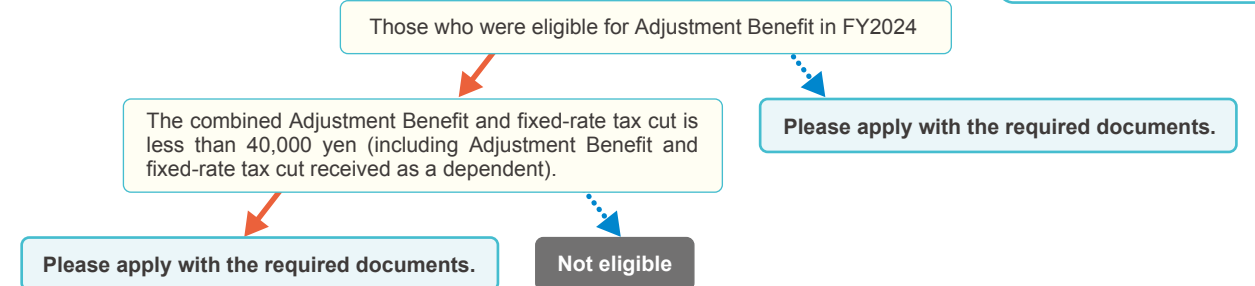 Those who were eligible for Adjustment Benefit in FY2024
The combined Adjustment Benefit and fixed-rate tax cut is
less than 40,000 yen (including Adjustment Benefit and
fixed-rate tax cut received as a dependent).
Please apply with the required documents.
Please apply with the required documents.
Not eligible